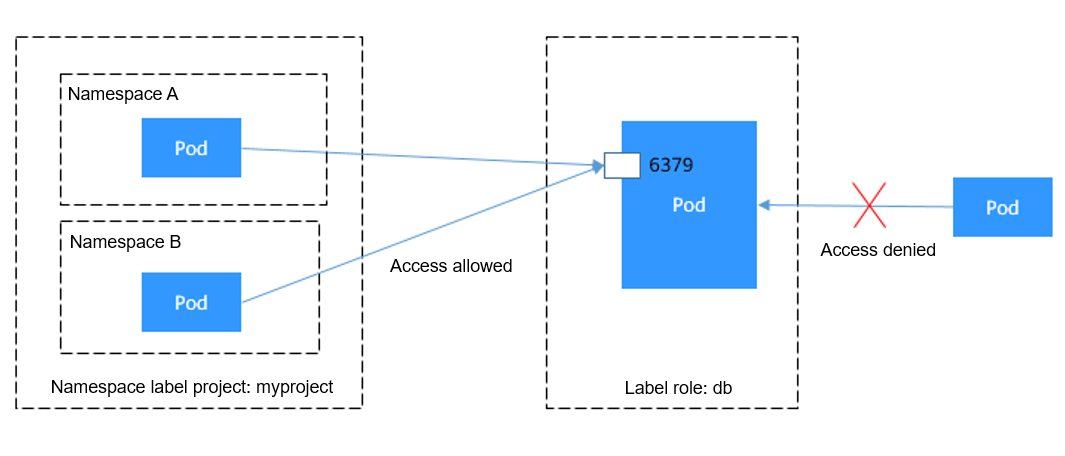 Namespace A
Pod
Namespace B
Pod
Namespace label project: myproject
Access allowed
6379
Pod
Label role: db
Access denied
Pod